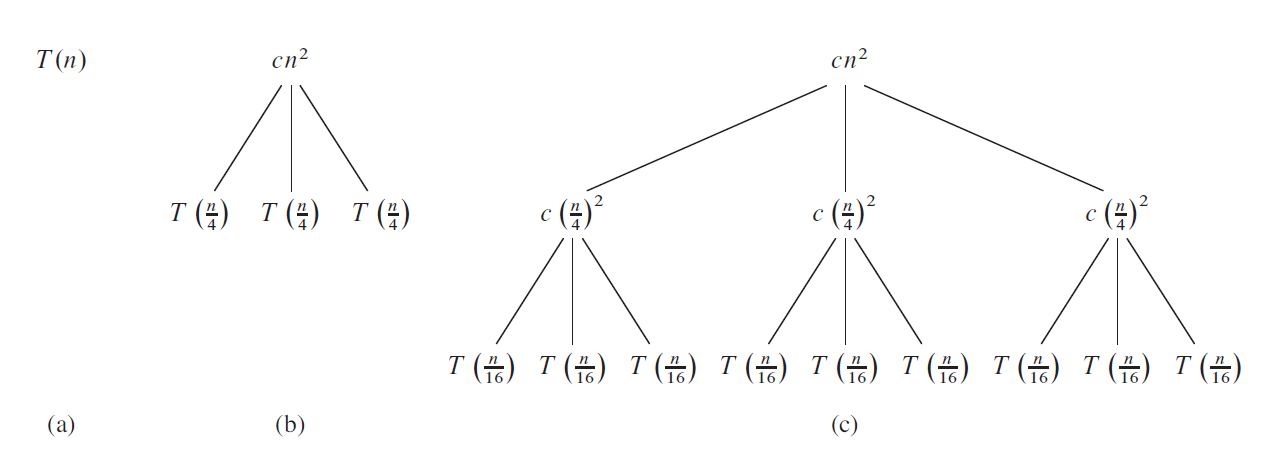 T(n) cn² cn²
T(n/4) T(n/4) T(n/4) c(n/4)² c(n/4)² c(n/4)²
T(n/16) T(n/16) T(n/16) T(n/16) T(n/16) T(n/16) T(n/16) T(n/16) T(n/16)
(a) (b) (c)